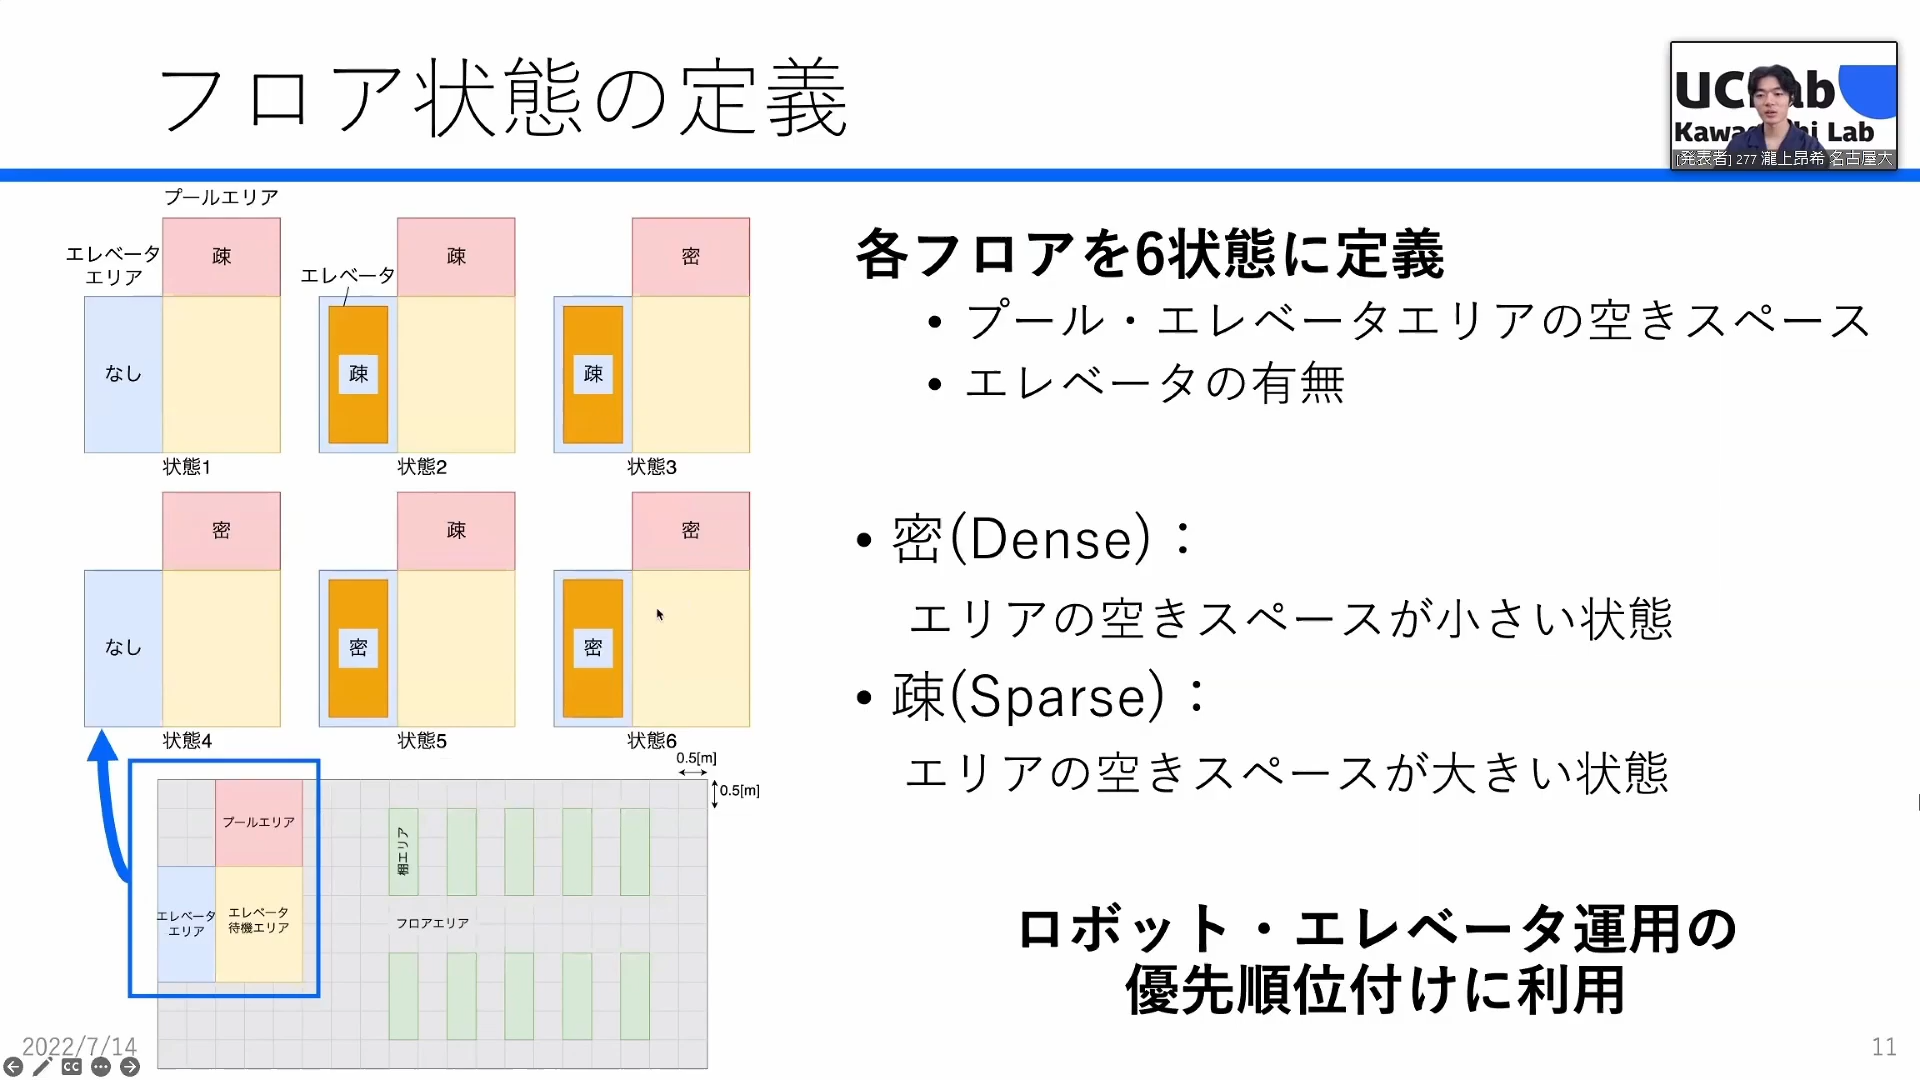 フロア状態の定義
UC Lab
[発表者] 277 瀧上昂希 名古屋大
プールエリア
エレベータ
エリア
疎
なし
状態1
エレベータ
疎
疎
状態2
密
疎
状態3
密
なし
状態4
疎
密
状態5
密
密
状態6
0.5[m]
0.5[m]
プールエリア
エレベータ
エリア
エレベータ
待機エリア
棚エリア
フロアエリア
各フロアを6状態に定義
• プール・エレベータエリアの空きスペース
• エレベータの有無
• 密(Dense)：
エリアの空きスペースが小さい状態
• 疎(Sparse)：
エリアの空きスペースが大きい状態
ロボット・エレベータ運用の
優先順位付けに利用
2022/7/14
CC
11